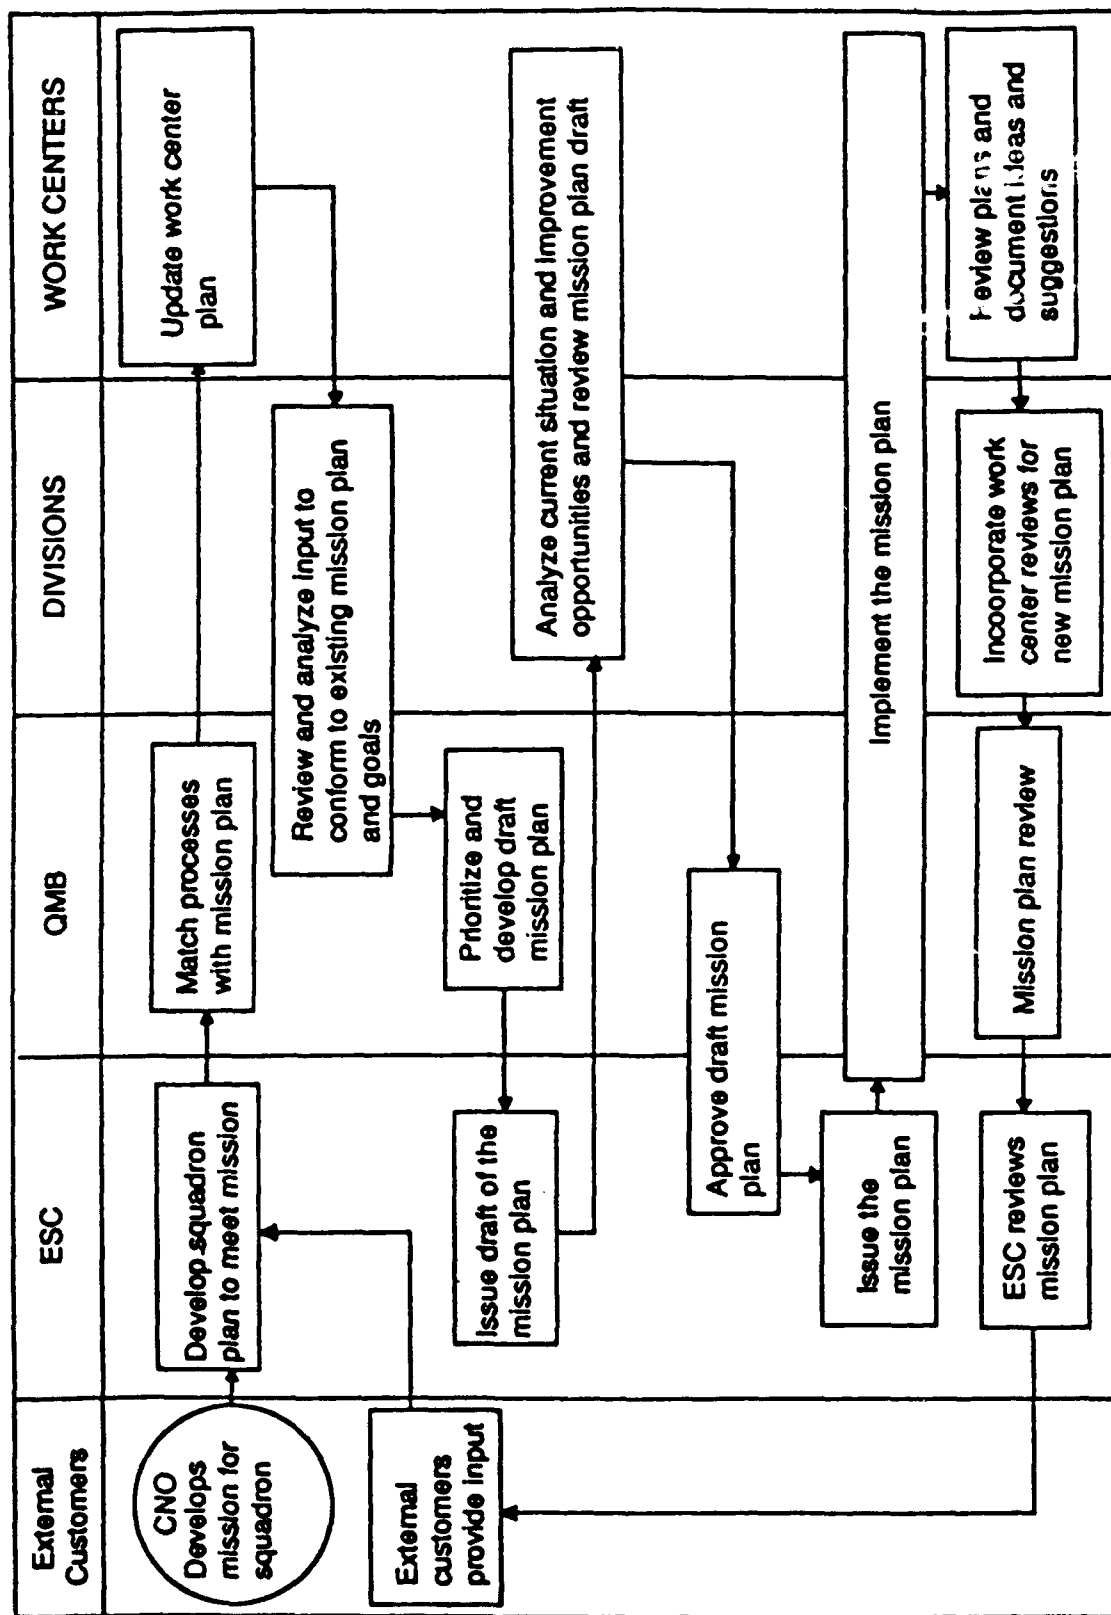 External
Customers
ESC
QMB
DIVISIONS
WORK CENTERS
CNO
Develops
mission for
squadron
Develop squadron
plan to meet mission
Match processes
with mission plan
Update work center
plan
External
customers
provide input
Review and analyze input to
conform to existing mission plan
and goals
Prioritize and
develop draft
mission plan
Issue draft of the
mission plan
Analyze current situation and improvement
opportunities and review mission plan draft
Approve draft mission
plan
Issue the
mission plan
Implement the mission plan
Review plans and
document ideas and
suggestions
Incoorporate work
center reviews for
new mission plan
Mission plan review
ESC reviews
mission plan